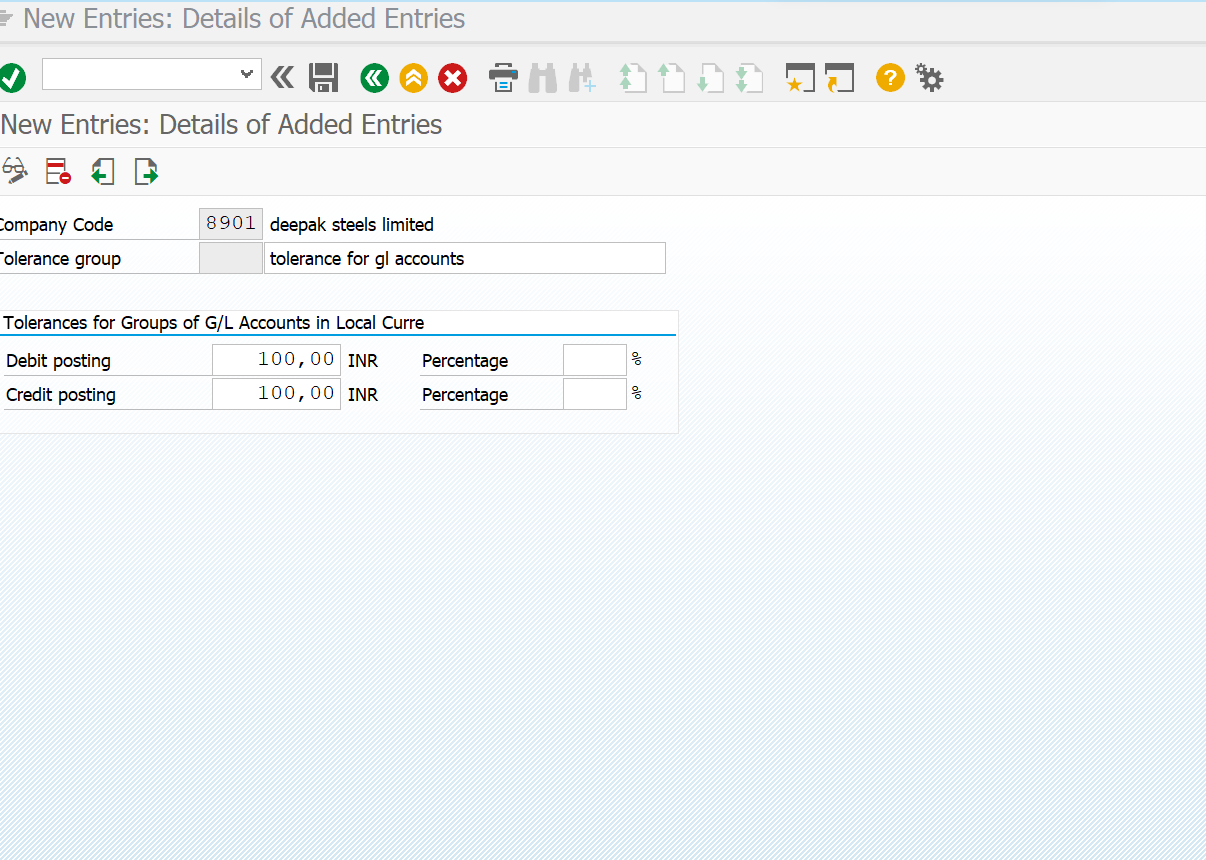 New Entries: Details of Added Entries
New Entries: Details of Added Entries
Company Code 8901 deepak steels limited
Tolerance group tolerance for gl accounts
Tolerances for Groups of G/L Accounts in Local Curre
Debit posting 100,00 INR Percentage %
Credit posting 100,00 INR Percentage %